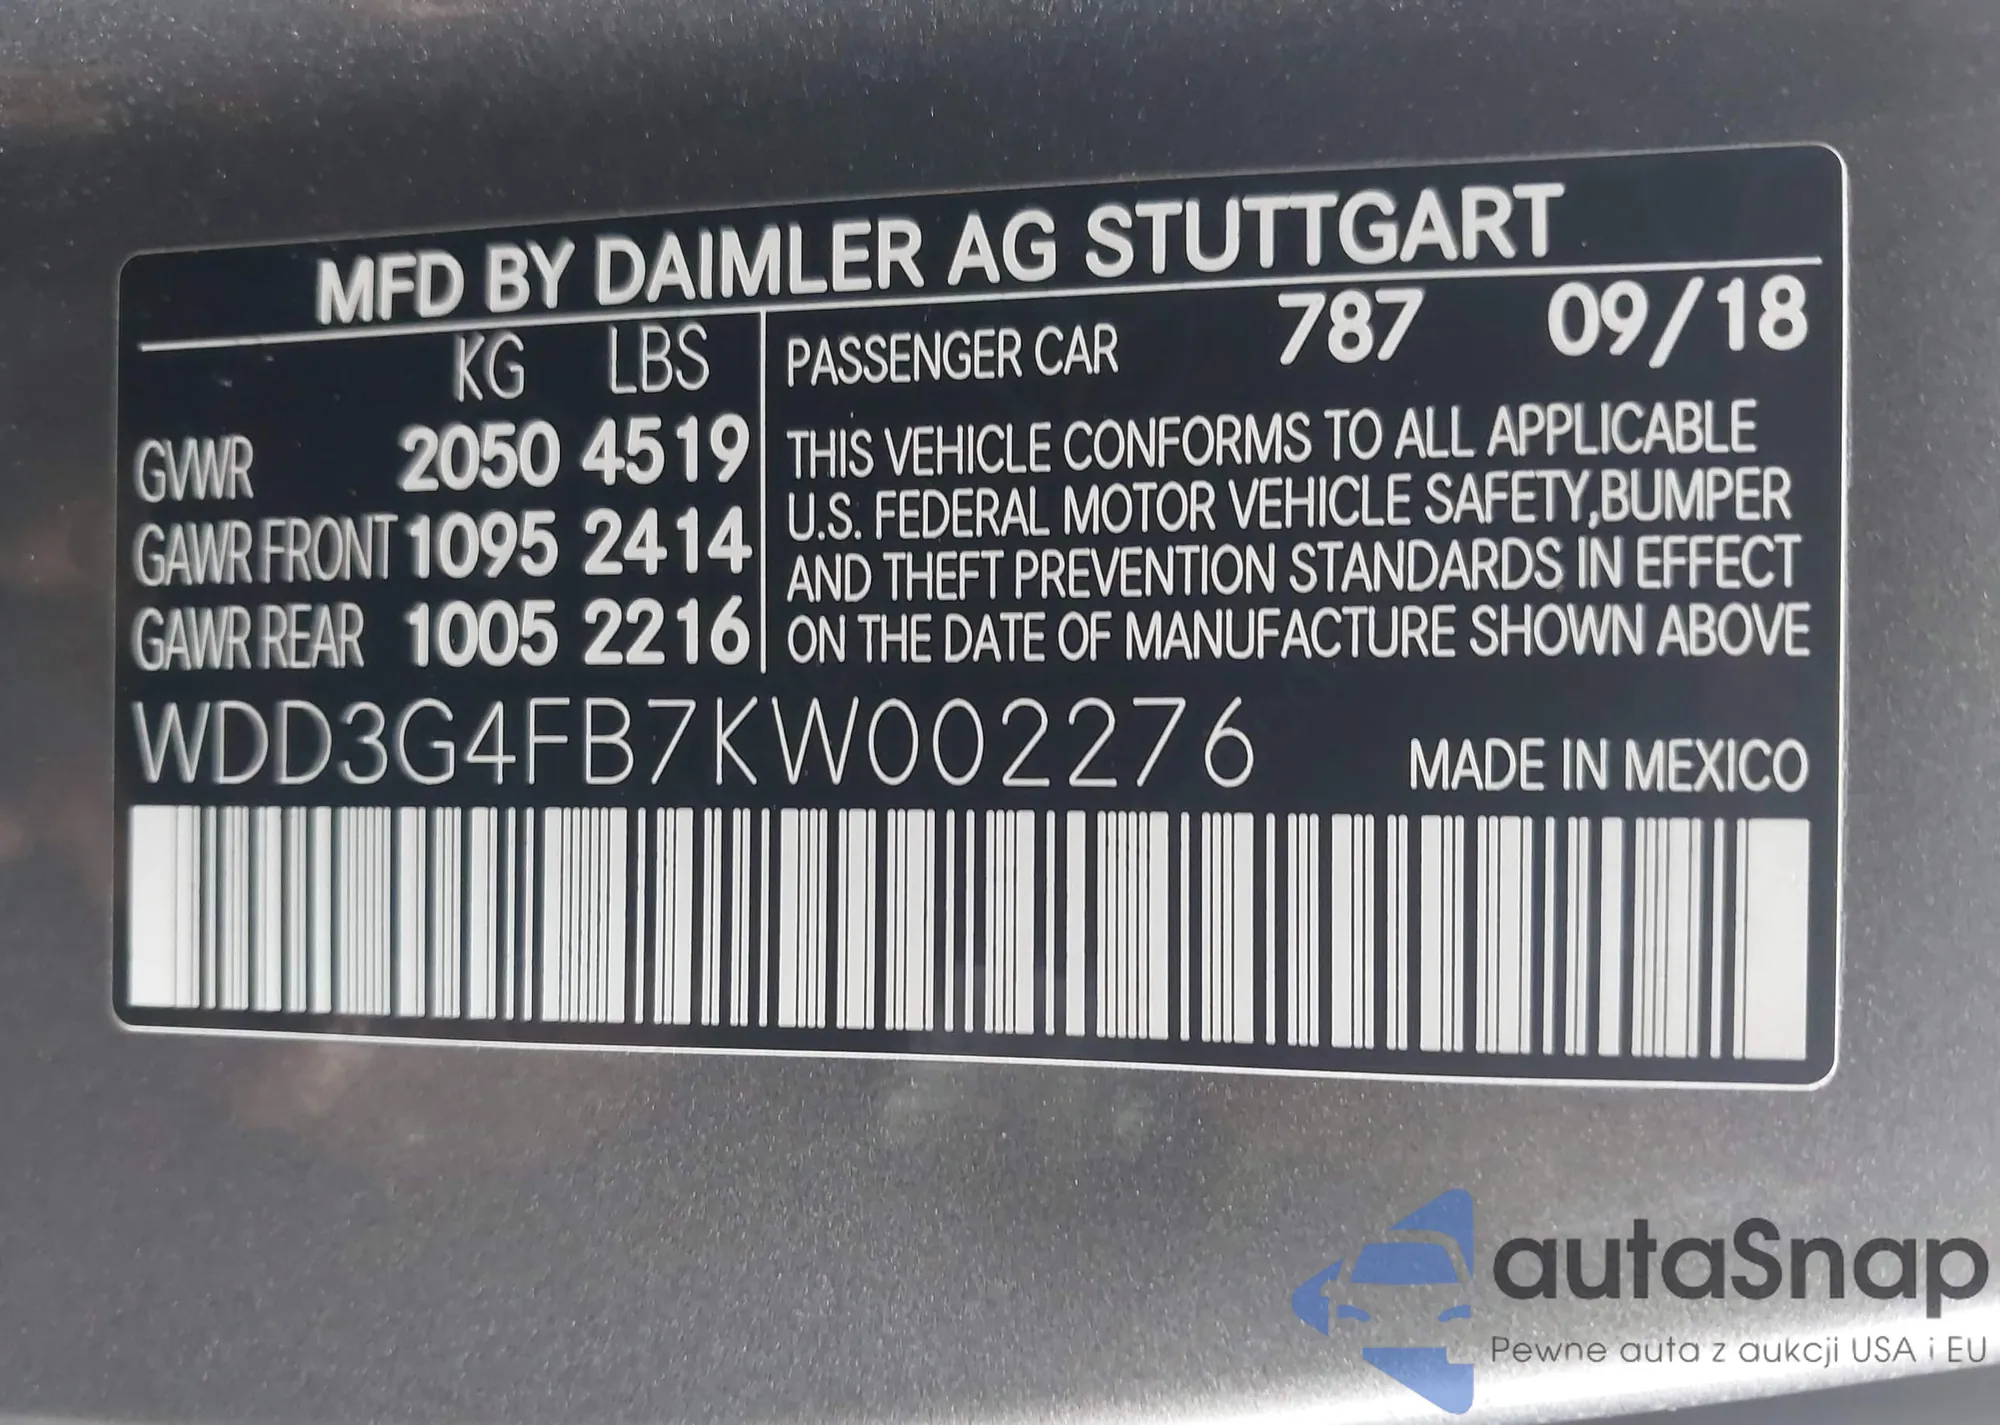 MFD BY DAIMLER AG STUTTGART
KG LBS
GVWR 2050 4519
GAWR FRONT 1095 2414
GAWR REAR 1005 2216
PASSENGER CAR 787 09/18
THIS VEHICLE CONFORMS TO ALL APPLICABLE
U.S. FEDERAL MOTOR VEHICLE SAFETY,BUMPER
AND THEFT PREVENTION STANDARDS IN EFFECT
ON THE DATE OF MANUFACTURE SHOWN ABOVE
WDD3G4FB7KW002276
MADE IN MEXICO
autaSnap
Pewne auta z aukcji USA i EU